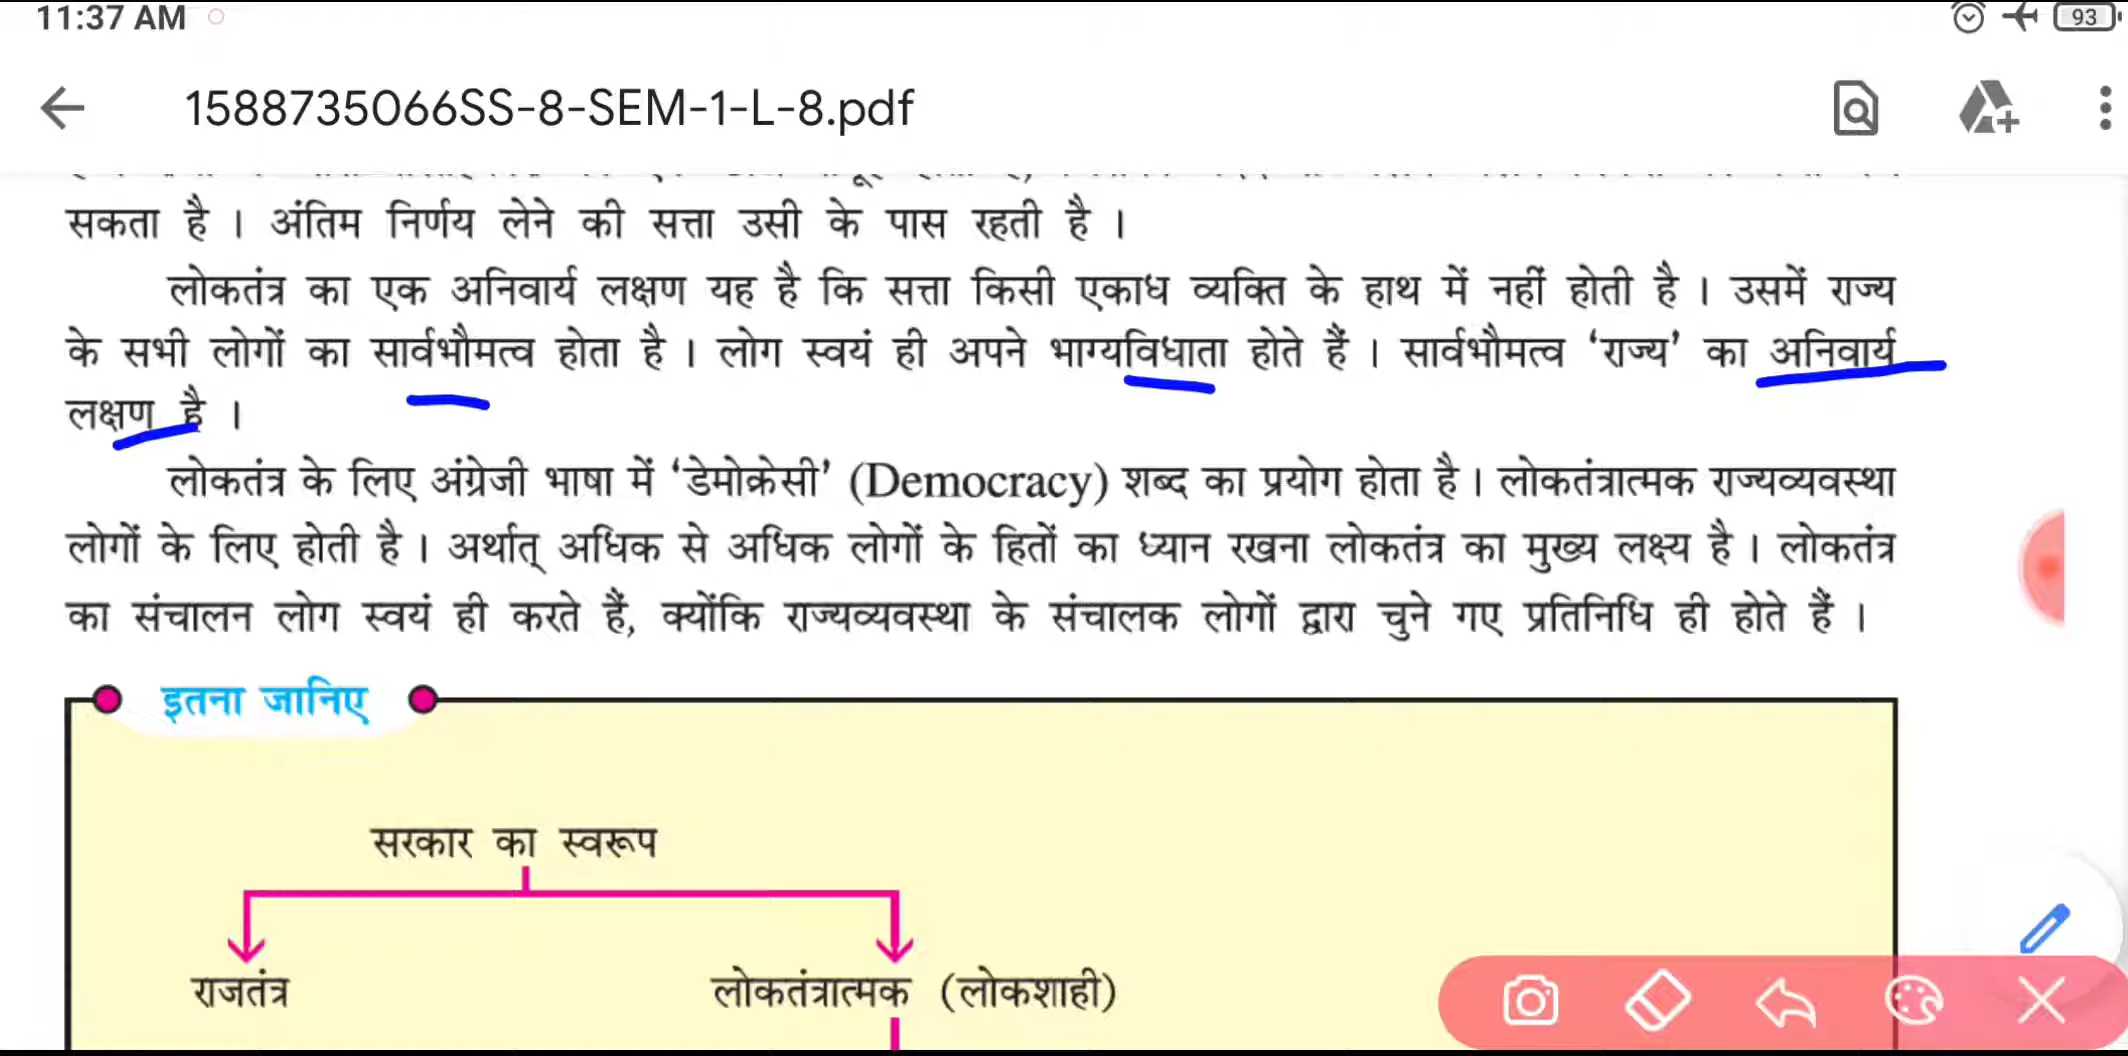 11:37 AM
93
1588735066SS-8-SEM-1-L-8.pdf
सकता है । अंतिम निर्णय लेने की सत्ता उसी के पास रहती है ।
लोकतंत्र का एक अनिवार्य लक्षण यह है कि सत्ता किसी एकाध व्यक्ति के हाथ में नहीं होती है । उसमें राज्य
के सभी लोगों का सार्वभौमत्व होता है । लोग स्वयं ही अपने भाग्यविधाता होते हैं । सार्वभौमत्व ‘राज्य’ का अनिवार्य
लक्षण है ।
लोकतंत्र के लिए अंग्रेजी भाषा में ‘डेमोक्रेसी’ (Democracy) शब्द का प्रयोग होता है । लोकतंत्रात्मक राज्यव्यवस्था
लोगों के लिए होती है । अर्थात् अधिक से अधिक लोगों के हितों का ध्यान रखना लोकतंत्र का मुख्य लक्ष्य है । लोकतंत्र
का संचालन लोग स्वयं ही करते हैं, क्योंकि राज्यव्यवस्था के संचालक लोगों द्वारा चुने गए प्रतिनिधि ही होते हैं ।
इतना जानिए
सरकार का स्वरूप
राजतंत्र लोकतंत्रात्मक (लोकशाही)